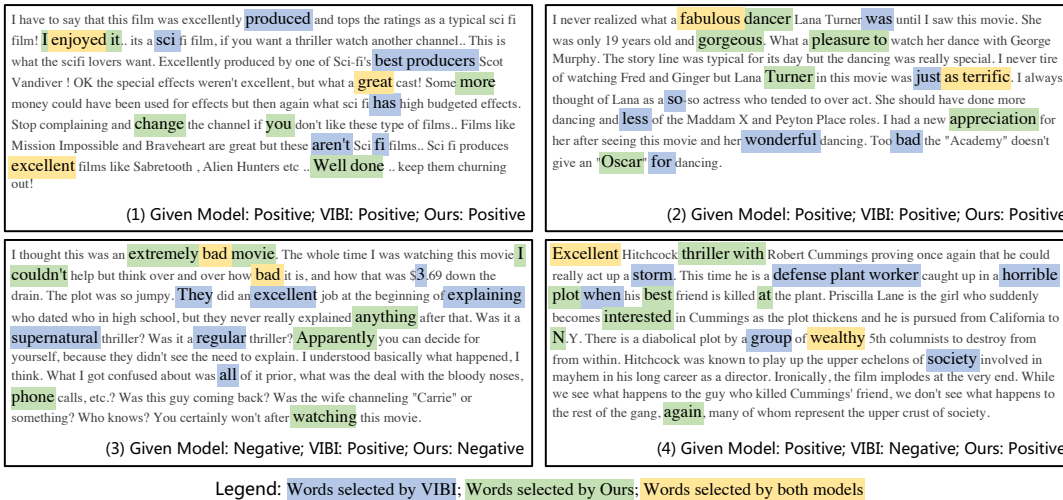 I have to say that this film was excellently produced and tops the ratings as a typical sci fi
film! I enjoyed it.. its a sci fi film, if you want a thriller watch another channel.. This is
what the scifi lovers want. Excellently produced by one of Sci-fi's best producers Scot
Vandiver ! OK the special effects weren't excellent, but what a great cast! Some more
money could have been used for effects but then again what sci fi has high budgeted effects.
Stop complaining and change the channel if you don't like these type of films.. Films like
Mission Impossible and Braveheart are great but these aren't Sci fi films.. Sci fi produces
excellent films like Sabretooth , Alien Hunters etc .. Well done .. keep them churning
out!
(1) Given Model: Positive; VIBI: Positive; Ours: Positive
I never realized what a fabulous dancer Lana Turner was until I saw this movie. She
was only 19 years old and gorgeous. What a pleasure to watch her dance with George
Murphy. The story line was typical for its day but the dancing was really special. I never tire
of watching Fred and Ginger but Lana Turner in this movie was just as terrific. I always
thought of Lana as a so-so actress who tended to over act. She should have done more
dancing and less of the Maddam X and Peyton Place roles. I had a new appreciation for
for her after seeing this movie and her wonderful dancing. Too bad the "Academy" doesn't
give an "Oscar" for dancing.
(2) Given Model: Positive; VIBI: Positive; Ours: Positive
I thought this was an extremely bad movie. The whole time I was watching this movie I
couldn't help but think over and over how bad it is, and how that was $3.69 down the
drain. The plot was so jumpy. They did an excellent job at the beginning of explaining
who dated who in high school, but they never really explained anything after that. Was it a
supernatural thriller? Was it a regular thriller? Apparently you can decide for
yourself, because they didn't see the need to explain. I understood basically what happened, I
think. What I got confused about was all of it prior, what was the deal with the bloody noses,
phone calls, etc.? Was this guy coming back? Was the wife channeling "Carrie" or
something? Who knows? You certainly won't after watching this movie.
(3) Given Model: Negative; VIBI: Positive; Ours: Negative
Excellent Hitchcock thriller with Robert Cummings proving once again that he could
really act up a storm. This time he is a defense plant worker caught up in a horrible
plot when his best friend is killed at the plant. Priscilla Lane is the girl who suddenly
becomes interested in Cummings as the plot thickens and he is pursued from California to
N.Y. There is a diabolical plot by a group of wealthy 5th columnists to destroy from
from within. Hitchcock was known to play up the upper echelons of society involved in
mayhem in his long career as a director. Ironically, the film implodes at the very end. While
we see what happens to the guy who killed Cummings' friend, we don't see what happens to
the rest of the gang, again, many of whom represent the upper crust of society.
(4) Given Model: Positive; VIBI: Negative; Ours: Positive
Legend: Words selected by VIBI; Words selected by Ours; Words selected by both models